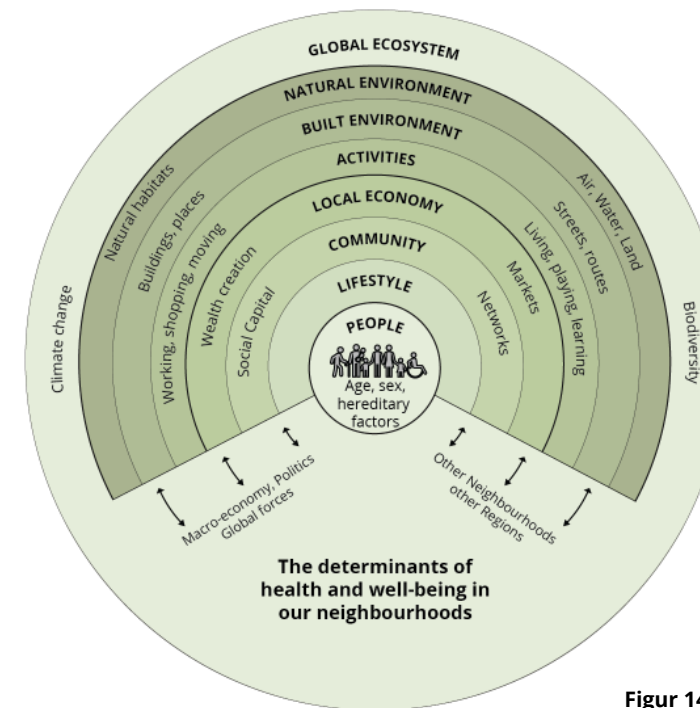 GLOBAL ECOSYSTEM
NATURAL ENVIRONMENT
BUILT ENVIRONMENT
ACTIVITIES
LOCAL ECONOMY
COMMUNITY
LIFESTYLE
PEOPLE
Age, sex,
hereditary
factors
Climate change
Natural habitats
Buildings, places
Working, shopping, moving
Wealth creation
Social Capital
Networks
Markets
Living, playing, learning
Streets, routes
Air, Water, Land
Biodiversity
Macro-economy, Politics
Global forces
Other Neighbourhoods
other Regions
The determinants of
health and well-being in
our neighbourhoods
Figur 14